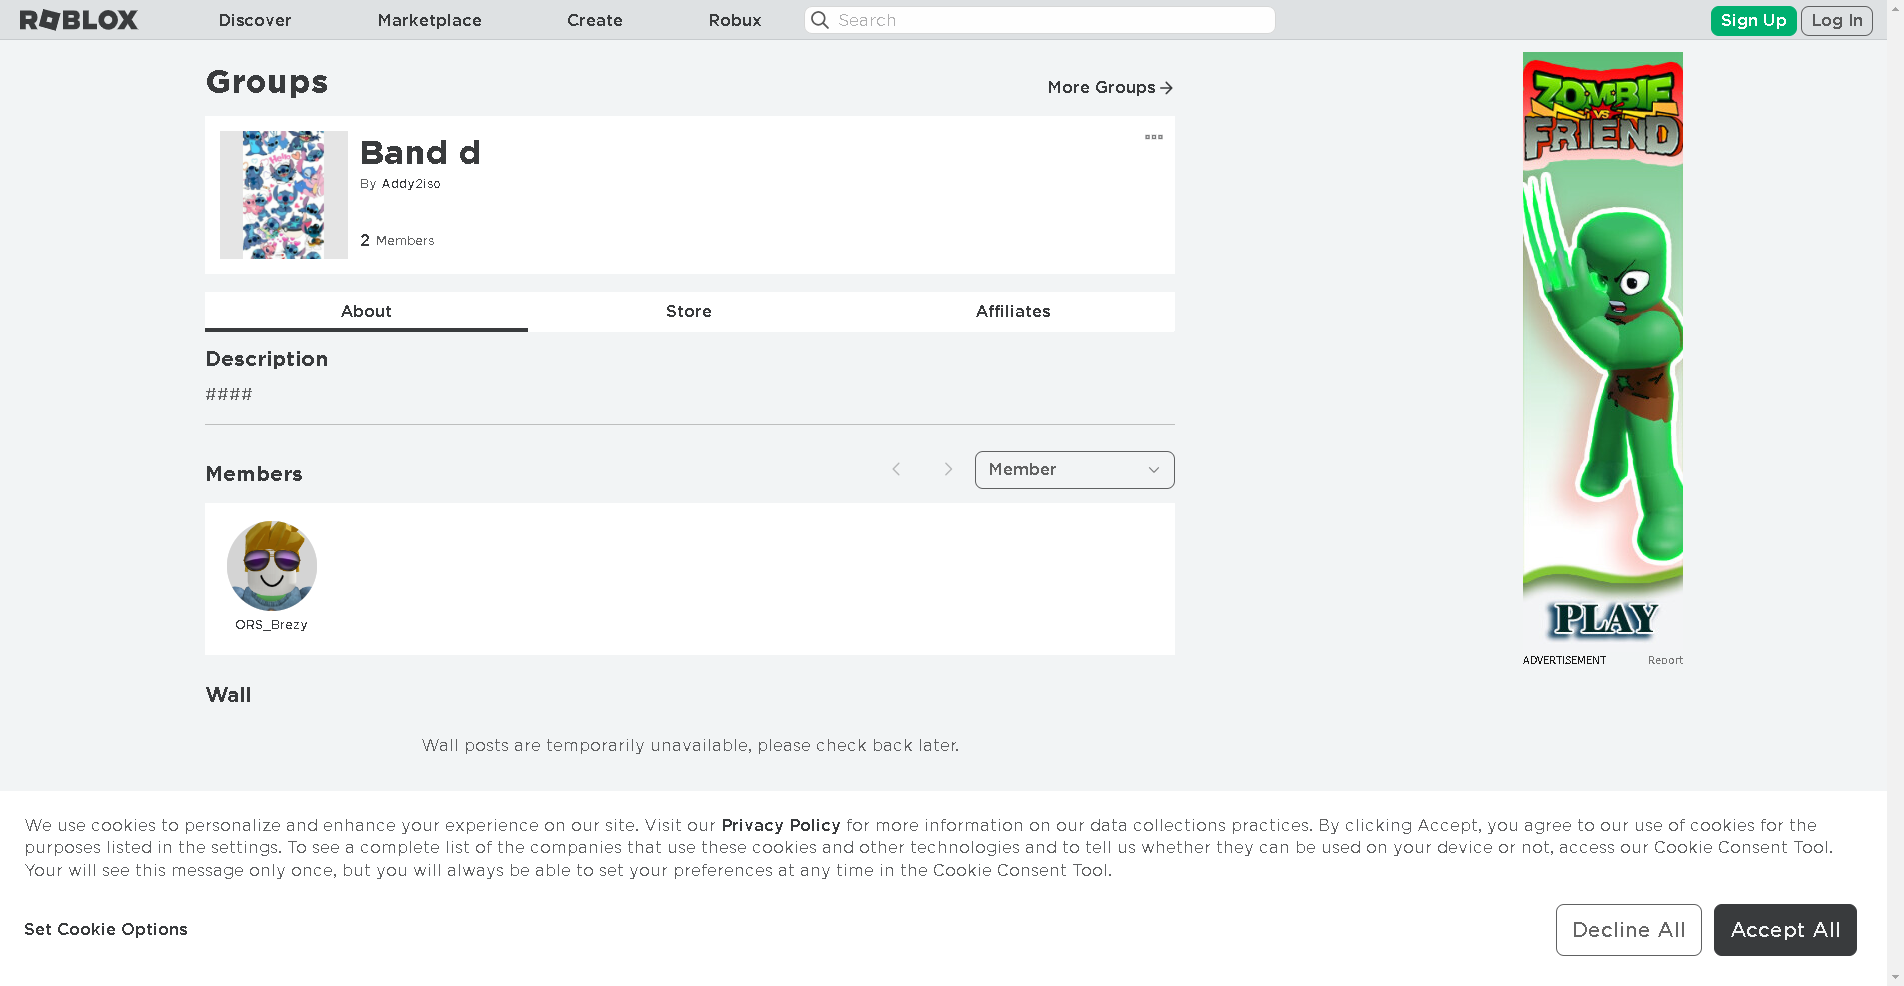 ROBLOX Discover Marketplace Create Robux Search Sign Up Log In
Groups
More Groups
Band d
By Addy2iso
2 Members
About Store Affiliates
Description
####
Members
Member
ORS_Brezy
Wall
Wall posts are temporarily unavailable, please check back later.
ZOMBIE
VS
FRIEND
PLAY
ADVERTISEMENT Report
We use cookies to personalize and enhance your experience on our site. Visit our Privacy Policy for more information on our data collections practices. By clicking Accept, you agree to our use of cookies for the
purposes listed in the settings. To see a complete list of the companies that use these cookies and other technologies and to tell us whether they can be used on your device or not, access our Cookie Consent Tool.
Your will see this message only once, but you will always be able to set your preferences at any time in the Cookie Consent Tool.
Set Cookie Options
Decline All
Accept All